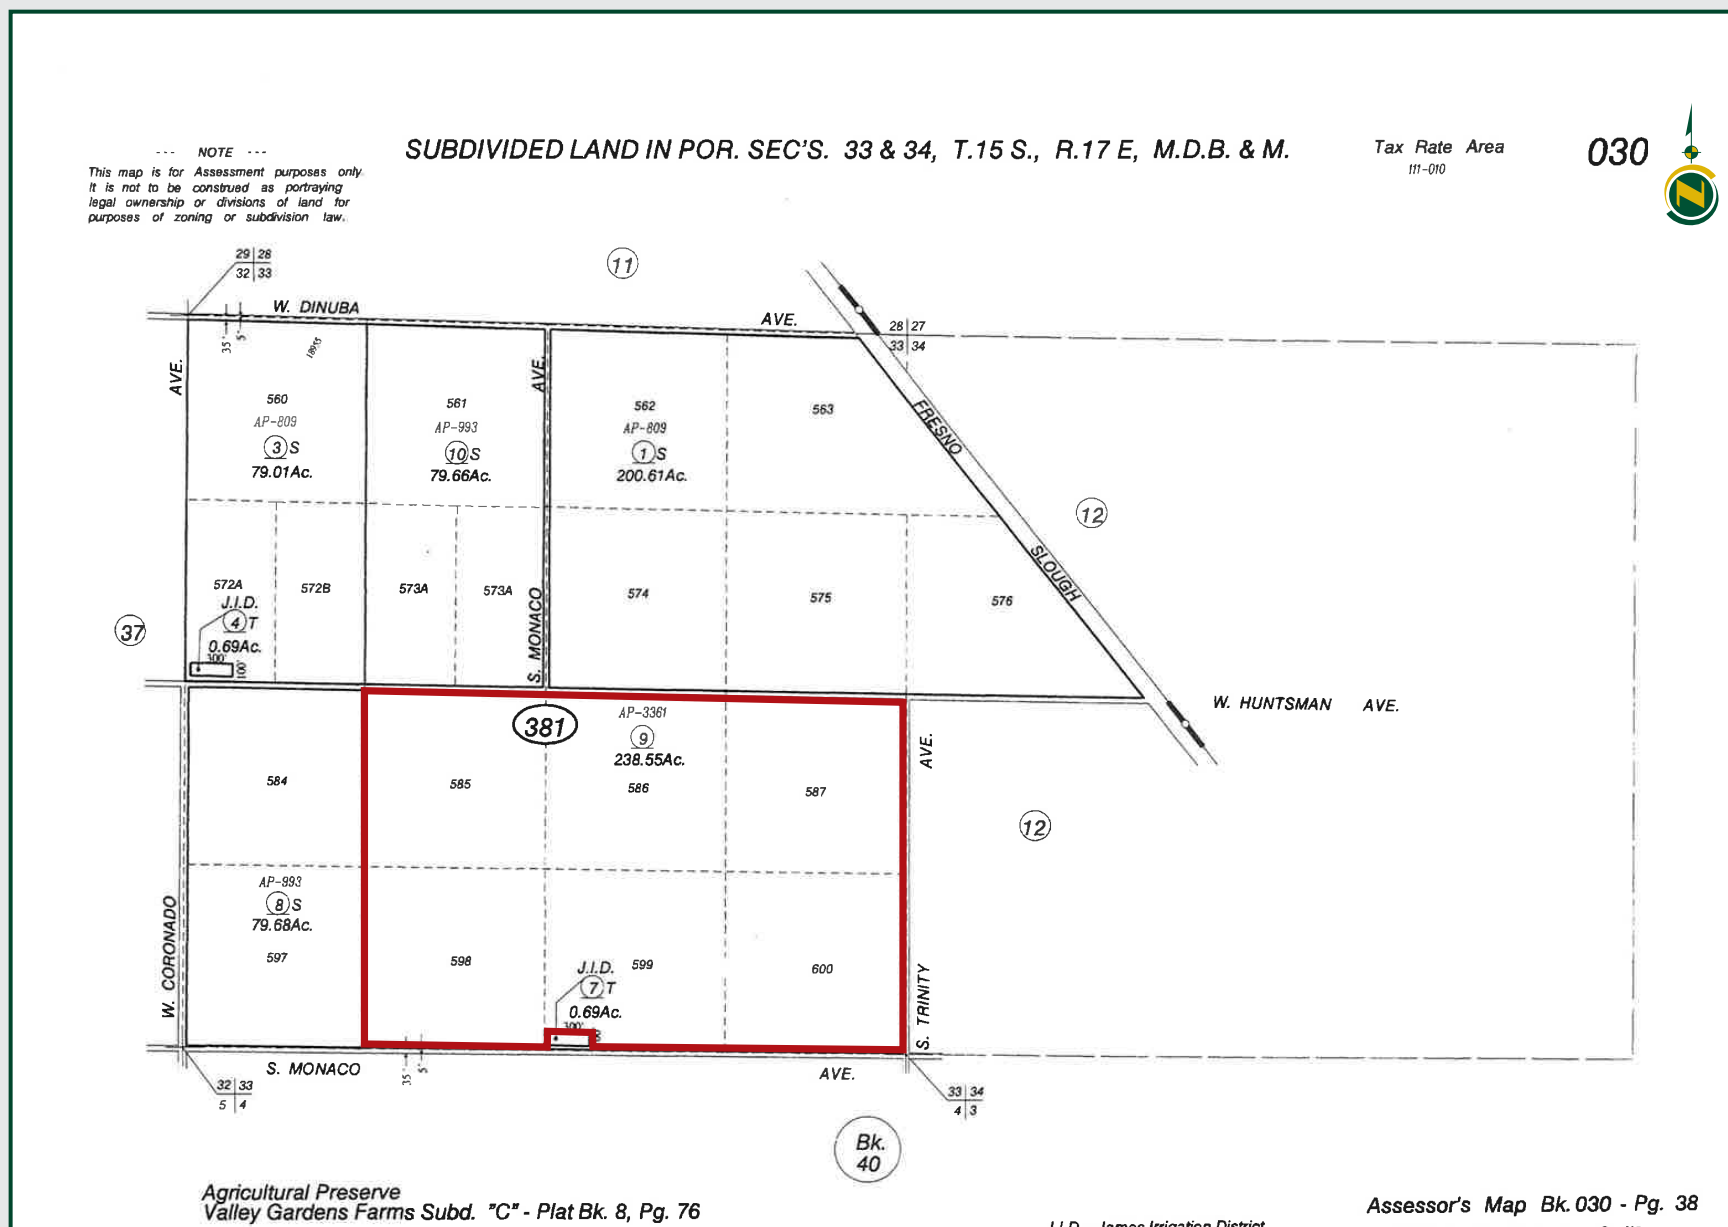 --- NOTE ---
This map is for Assessment purposes only.
It is not to be construed as portraying
legal ownership or divisions of land for
purposes of zoning or subdivision law.
SUBDIVIDED LAND IN POR. SEC'S. 33 & 34, T.15 S., R.17 E, M.D.B. & M.
Tax Rate Area
111-010
030
29 28
32 33
11
W. DINUBA
AVE.
28 27
33 34
35'
5'
AVE.
AVE.
560
AP-809
3 S
79.01Ac.
561
AP-993
10 S
79.66Ac.
562
AP-809
1 S
200.61Ac.
563
FRESNO
SLOUGH
12
572A
572B
573A
573A
574
575
576
J.I.D.
4 T
0.69Ac.
300'
100'
S. MONACO
37
W. HUNTSMAN AVE.
381
AP-3361
9
238.55Ac.
584
585
586
587
AVE.
12
AP-993
8 S
79.68Ac.
597
598
599
600
J.I.D.
7 T
0.69Ac.
300'
W. CORONADO
S. TRINITY
S. MONACO
35'
5'
AVE.
32 33
5 4
33 34
4 3
Bk.
40
Agricultural Preserve
Valley Gardens Farms Subd. "C" - Plat Bk. 8, Pg. 76
J.I.D. - James Irrigation District
Assessor's Map Bk. 030 - Pg. 38